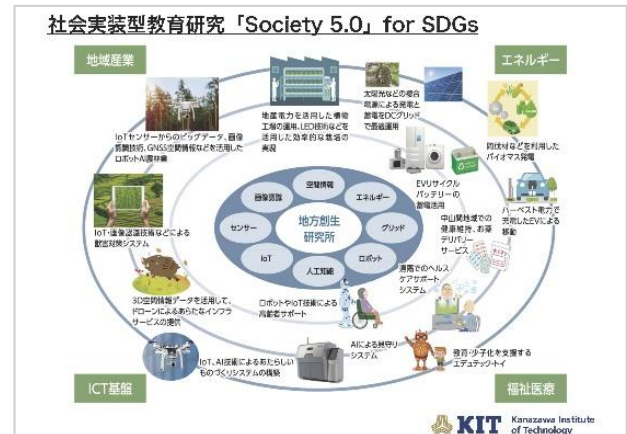 社会実装型教育研究「Society 5.0」for SDGs
地域産業
エネルギー
IoTセンサーからのビッグデータ、画像
認識技術、GNSS空間情報などを活用した
ロボットAI農林業
地産電力を活用した植物
工場の運用、LED技術などを
活用した効率的な栽培の
実現
太陽光などの複合
電源による発電と
蓄電をDCグリッド
で最適運用
間伐材などを利用した
バイオマス発電
IoT・画像認識技術などによる
獣害対策システム
EVリサイクル
バッテリーの
蓄電活用
ハーベスト電力で
充電したEVによる
移動
空間情報
画像認識
エネルギー
センサー
地方創生
研究所
グリッド
IoT
ロボット
人工知能
中山間地域での
健康維持、お薬
デリバリー
サービス
3D空間情報データを活用して、
ドローンによるあらたなインフラ
サービスの提供
ロボットやIoT技術による
高齢者サポート
遠隔でのヘルス
ケアサポート
システム
IoT、AI技術によるあたらしい
ものづくりシステムの構築
AIによる見守り
システム
教育・少子化を支援する
エデュテック・トイ
ICT基盤
福祉医療
KIT
Kanazawa Institute
of Technology